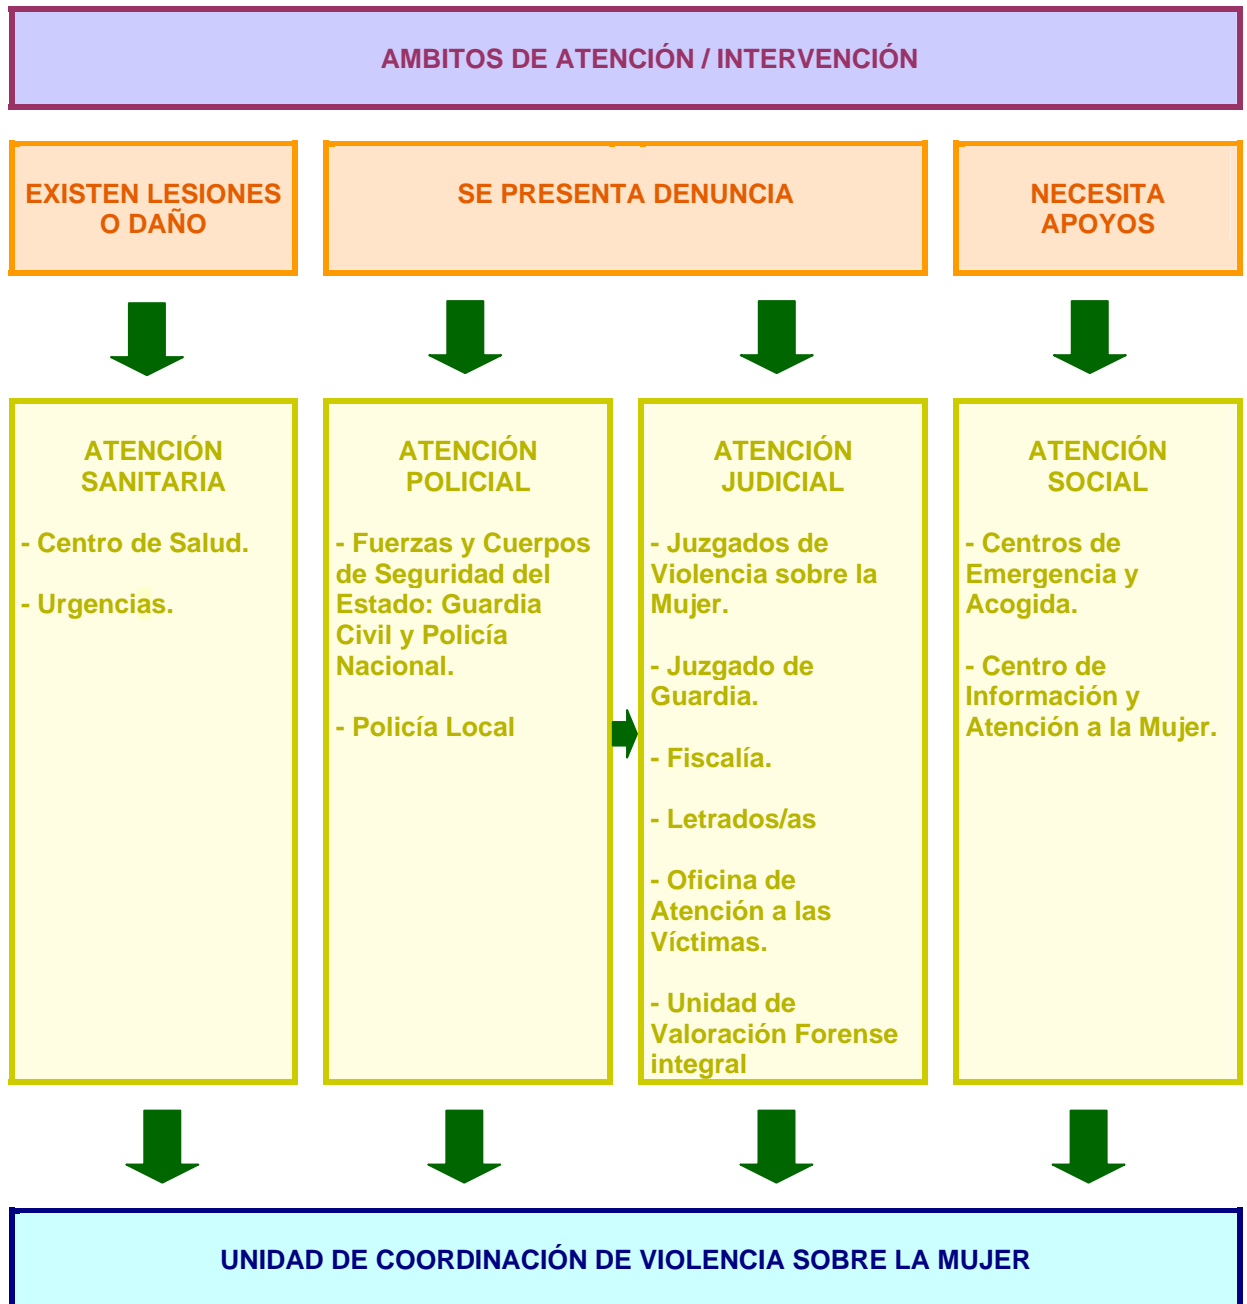 AMBITOS DE ATENCIÓN / INTERVENCIÓN
EXISTEN LESIONES
O DAÑO
SE PRESENTA DENUNCIA
NECESITA
APOYOS
ATENCIÓN
SANITARIA
- Centro de Salud.
- Urgencias.
ATENCIÓN
POLICIAL
- Fuerzas y Cuerpos
de Seguridad del
Estado: Guardia
Civil y Policía
Nacional.
- Policía Local
ATENCIÓN
JUDICIAL
- Juzgados de
Violencia sobre la
Mujer.
- Juzgado de
Guardia.
- Fiscalía.
- Letrados/as
- Oficina de
Atención a las
Víctimas.
- Unidad de
Valoración Forense
integral
ATENCIÓN
SOCIAL
- Centros de
Emergencia y
Acogida.
- Centro de
Información y
Atención a la Mujer.
UNIDAD DE COORDINACIÓN DE VIOLENCIA SOBRE LA MUJER